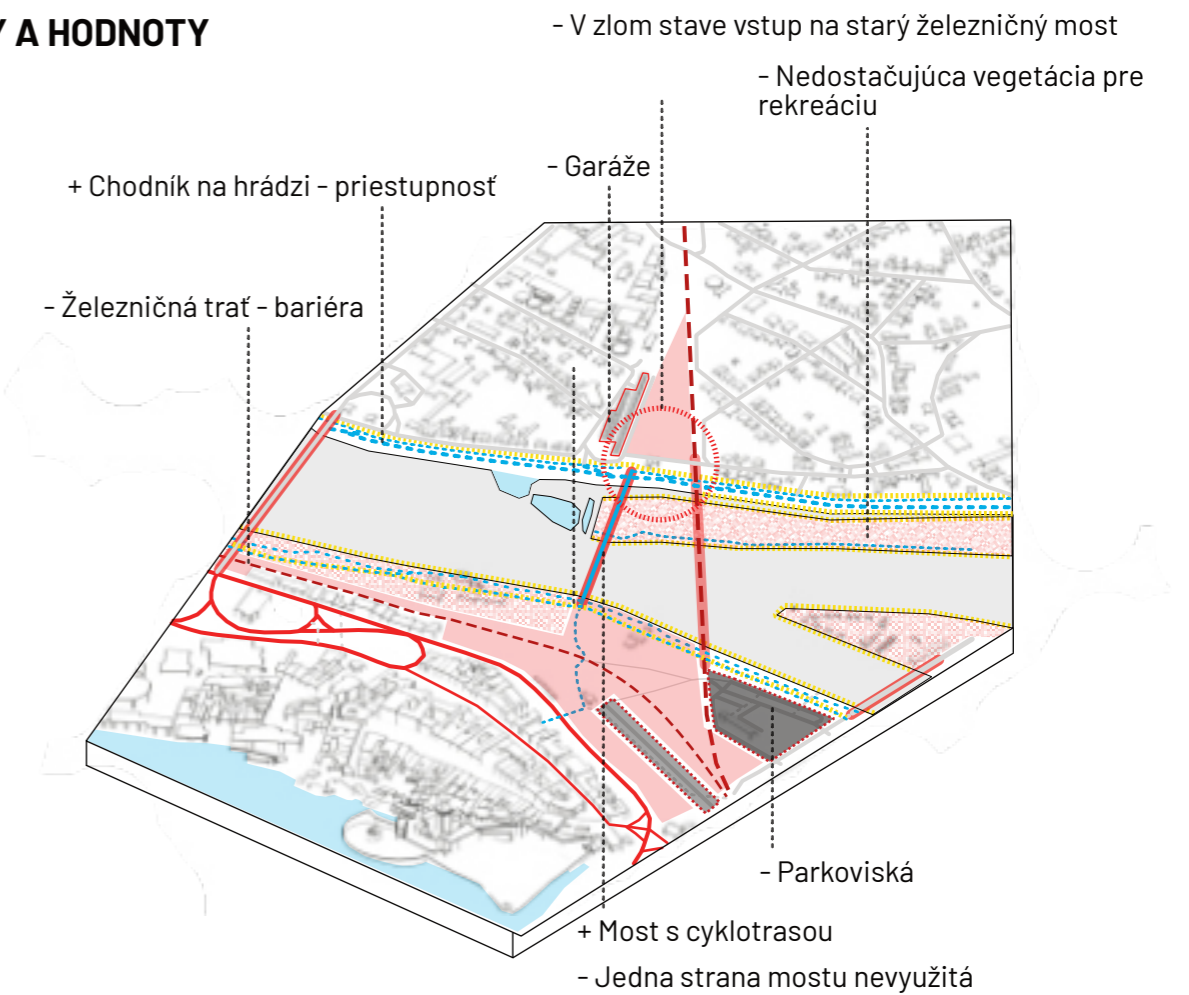 A HODNOTY
- V zlom stave vstup na starý železničný most
- Nedostačujúca vegetácia pre
rekreáciu
- Garáže
+ Chodník na hrádzi - priestupnosť
- Železničná trať - bariéra
- Parkoviská
+ Most s cyklotrasou
- Jedna strana mostu nevyužitá